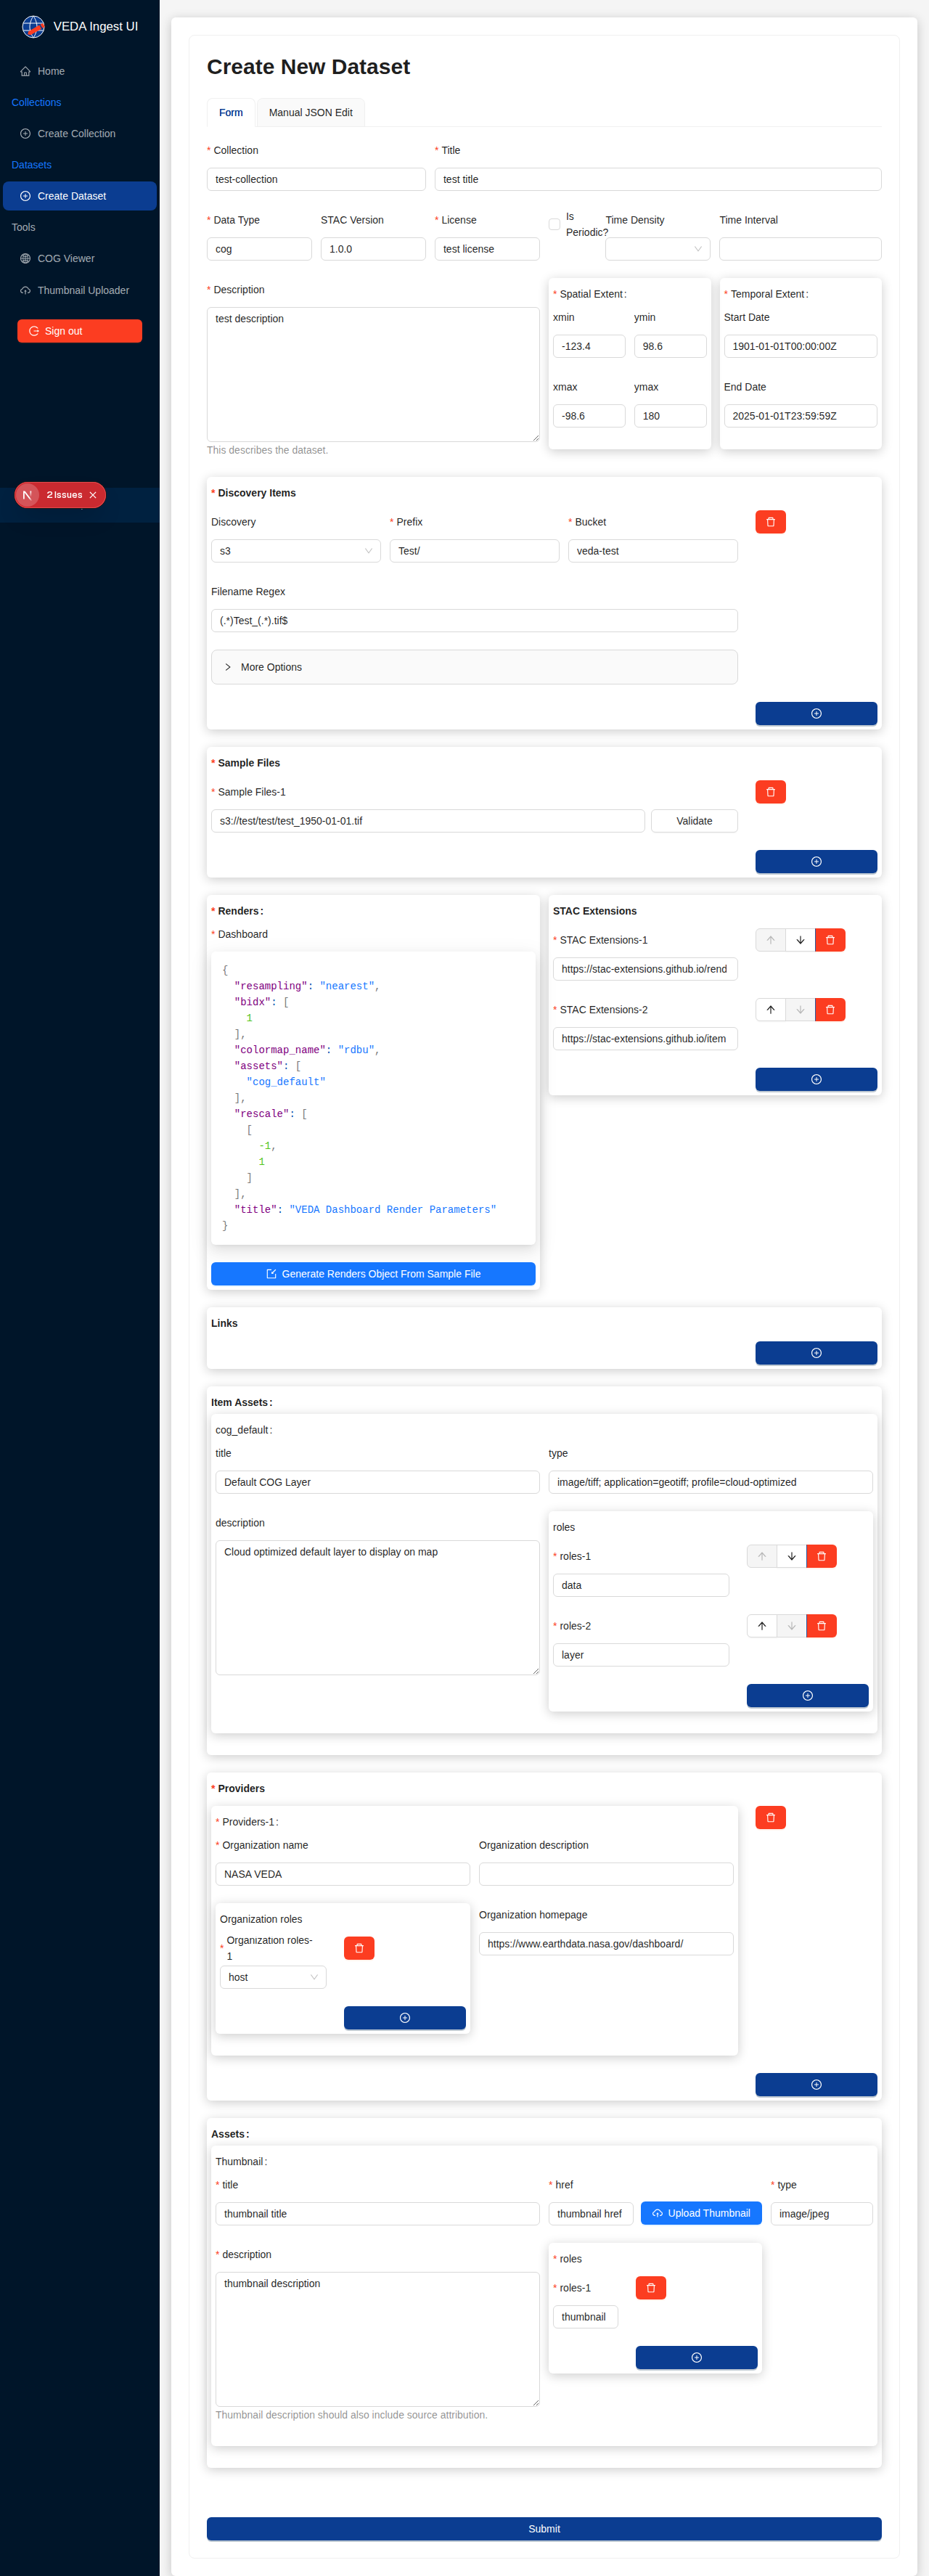 VEDA Ingest UI
Home
Collections
Create Collection
Datasets
Create Dataset
Tools
COG Viewer
Thumbnail Uploader
Sign out
2 Issues
Create New Dataset
Form
Manual JSON Edit
* Collection
* Title
test-collection
test title
* Data Type
STAC Version
* License
Is Periodic?
Time Density
Time Interval
cog
1.0.0
test license
* Description
test description
This describes the dataset.
* Spatial Extent:
xmin
ymin
-123.4
98.6
xmax
ymax
-98.6
180
* Temporal Extent:
Start Date
1901-01-01T00:00:00Z
End Date
2025-01-01T23:59:59Z
* Discovery Items
Discovery
* Prefix
* Bucket
s3
Test/
veda-test
Filename Regex
(.*)Test_(.*).tif$
More Options
* Sample Files
* Sample Files-1
s3://test/test/test_1950-01-01.tif
Validate
* Renders:
* Dashboard
{
"resampling": "nearest",
"bidx": [
1
],
"colormap_name": "rdbu",
"assets": [
"cog_default"
],
"rescale": [
[
-1,
1
]
],
"title": "VEDA Dashboard Render Parameters"
}
Generate Renders Object From Sample File
STAC Extensions
* STAC Extensions-1
https://stac-extensions.github.io/rend
* STAC Extensions-2
https://stac-extensions.github.io/item
Links
Item Assets:
cog_default:
title
type
Default COG Layer
image/tiff; application=geotiff; profile=cloud-optimized
description
Cloud optimized default layer to display on map
roles
* roles-1
data
* roles-2
layer
* Providers
* Providers-1:
* Organization name
Organization description
NASA VEDA
Organization roles
* Organization roles-1
host
Organization homepage
https://www.earthdata.nasa.gov/dashboard/
Assets:
Thumbnail:
* title
* href
* type
thumbnail title
thumbnail href
Upload Thumbnail
image/jpeg
* description
thumbnail description
Thumbnail description should also include source attribution.
* roles
* roles-1
thumbnail
Submit